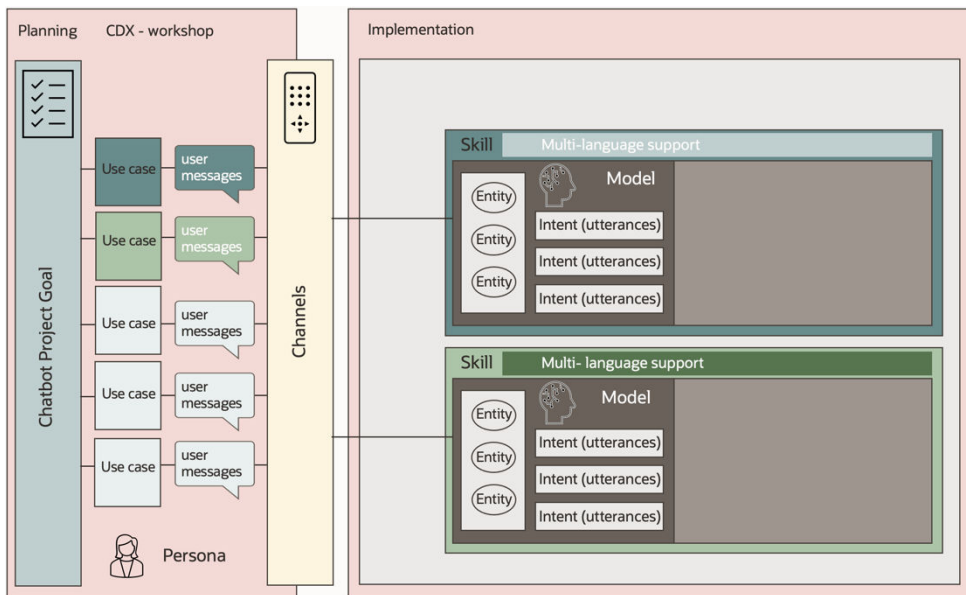 Planning
CDX - workshop
Chatbot Project Goal
Use case
user
messages
Use case
user
messages
Use case
user
messages
Use case
user
messages
Use case
user
messages
Persona
Channels
Implementation
Skill
Multi-language support
Entity
Entity
Entity
Model
Intent (utterances)
Intent (utterances)
Intent (utterances)
Skill
Multi- language support
Entity
Entity
Entity
Model
Intent (utterances)
Intent (utterances)
Intent (utterances)